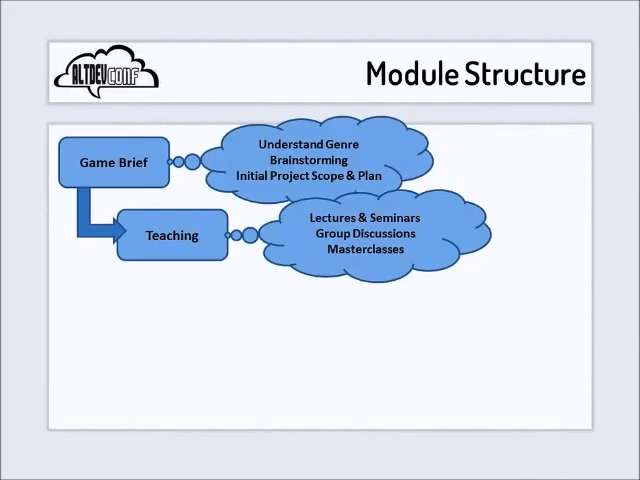 ALTDEVCONF
Module Structure
Game Brief
Understand Genre
Brainstorming
Initial Project Scope & Plan
Teaching
Lectures & Seminars
Group Discussions
Masterclasses